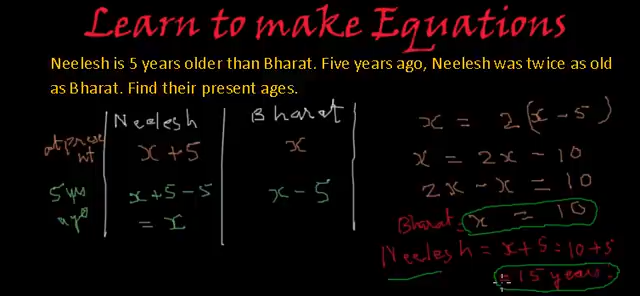 Learn to make Equations
Neelesh is 5 years older than Bharat. Five years ago, Neelesh was twice as old
as Bharat. Find their present ages.
Neelesh Bharat
at present x + 5 x
5 yrs ago x + 5 - 5 x - 5
= x
x = 2(x - 5)
x = 2x - 10
2x - x = 10
Bharat = x = 10
Neelesh = x + 5 = 10 + 5
= 15 years.